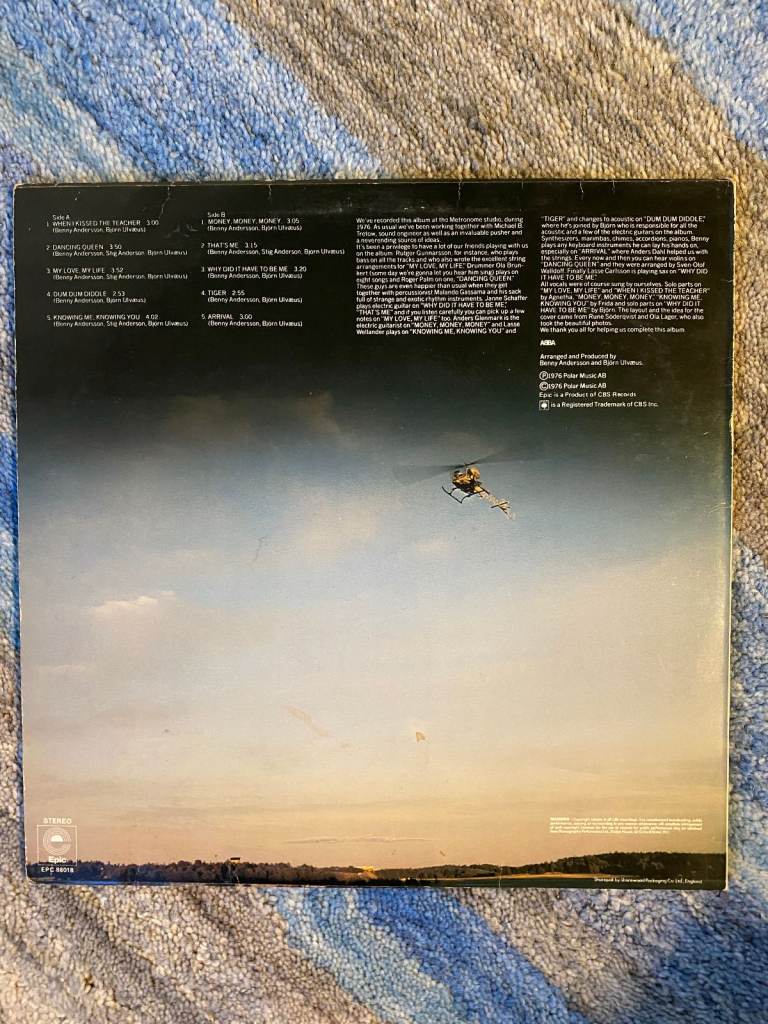 Side A
1. WHEN I KISSED THE TEACHER 3:00
(Benny Andersson, Björn Ulvæus)
2. DANCING QUEEN 3:50
(Benny Andersson, Stig Anderson, Björn Ulvæus)
3. MY LOVE, MY LIFE 3:52
(Benny Andersson, Stig Anderson, Björn Ulvæus)
4. DUM DUM DIDDLE 2:53
(Benny Andersson, Björn Ulvæus)
5. KNOWING ME, KNOWING YOU 4:02
(Benny Andersson, Stig Anderson, Björn Ulvæus)
Side B
1. MONEY, MONEY, MONEY 3.05
(Benny Andersson, Björn Ulvæus)
2. THAT'S ME 3.15
(Benny Andersson, Stig Anderson, Björn Ulvæus)
3. WHY DID IT HAVE TO BE ME 3.20
(Benny Andersson, Björn Ulvæus)
4. TIGER 2:55
(Benny Andersson, Björn Ulvæus)
5. ARRIVAL 3.00
(Benny Andersson, Björn Ulvæus)
We've recorded this album at the Metronome studio, during
1976. As usual we've been working together with Michael B.
Tretow, sound engineer as well as an invaluable pusher and
a neverending source of ideas.
It's been a privilege to have a lot of our friends playing with us
on the album. Rutger Gunnarsson, for instance, who plays
bass on all the tracks and who also wrote the excellent string
arrangements for "MY LOVE, MY LIFE." Drummer Ola Brun-
kert (some day we're gonna let you hear him sing) plays on
eight songs and Roger Palm on one, "DANCING QUEEN"
These guys are even happier than usual when they get
together with percussionist Malando Gassama and his sack
full of strange and exotic rhythm instruments. Janne Schaffer
plays electric guitar on "WHY DID IT HAVE TO BE ME",
"THAT'S ME" and if you listen carefully you can pick up a few
notes on "MY LOVE, MY LIFE" too. Anders Glenmark is the
electric guitarist on "MONEY, MONEY, MONEY" and Lasse
Wellander plays on "KNOWING ME, KNOWING YOU" and
"TIGER" and changes to acoustic on "DUM DUM DIDDLE,"
where he's joined by Björn who is responsible for all the
acoustic and a few of the electric guitars on the album.
Synthesizers, marimbas, chimes, accordions, pianos, Benny
plays any keyboard instruments he can lay his hands on,
especially on "ARRIVAL" where Anders Dahl helped us with
the strings. Every now and then you can hear violins on
"DANCING QUEEN" and they were arranged by Sven-Olof
Walldoff. Finally Lasse Carlsson is playing sax on "WHY DID
IT HAVE TO BE ME."
All vocals were of course sung by ourselves. Solo parts on
"MY LOVE, MY LIFE" and "WHEN I KISSED THE TEACHER"
by Agnetha, "MONEY, MONEY, MONEY," "KNOWING ME,
KNOWING YOU" by Frida and solo parts on "WHY DID IT
HAVE TO BE ME" by Björn. The layout and the idea for the
cover came from Rune Söderqvist and Ola Lager, who also
took the beautiful photos.
We thank you all for helping us complete this album
ABBA
Arranged and Produced by
Benny Andersson and Björn Ulvæus.
Ⓟ1976 Polar Music AB
©1976 Polar Music AB
Epic is a Product of CBS Records
is a Registered Trademark of CBS Inc.
STEREO
Epic
EPC 86018
Printed by Shorewood Packaging Co. Ltd., England